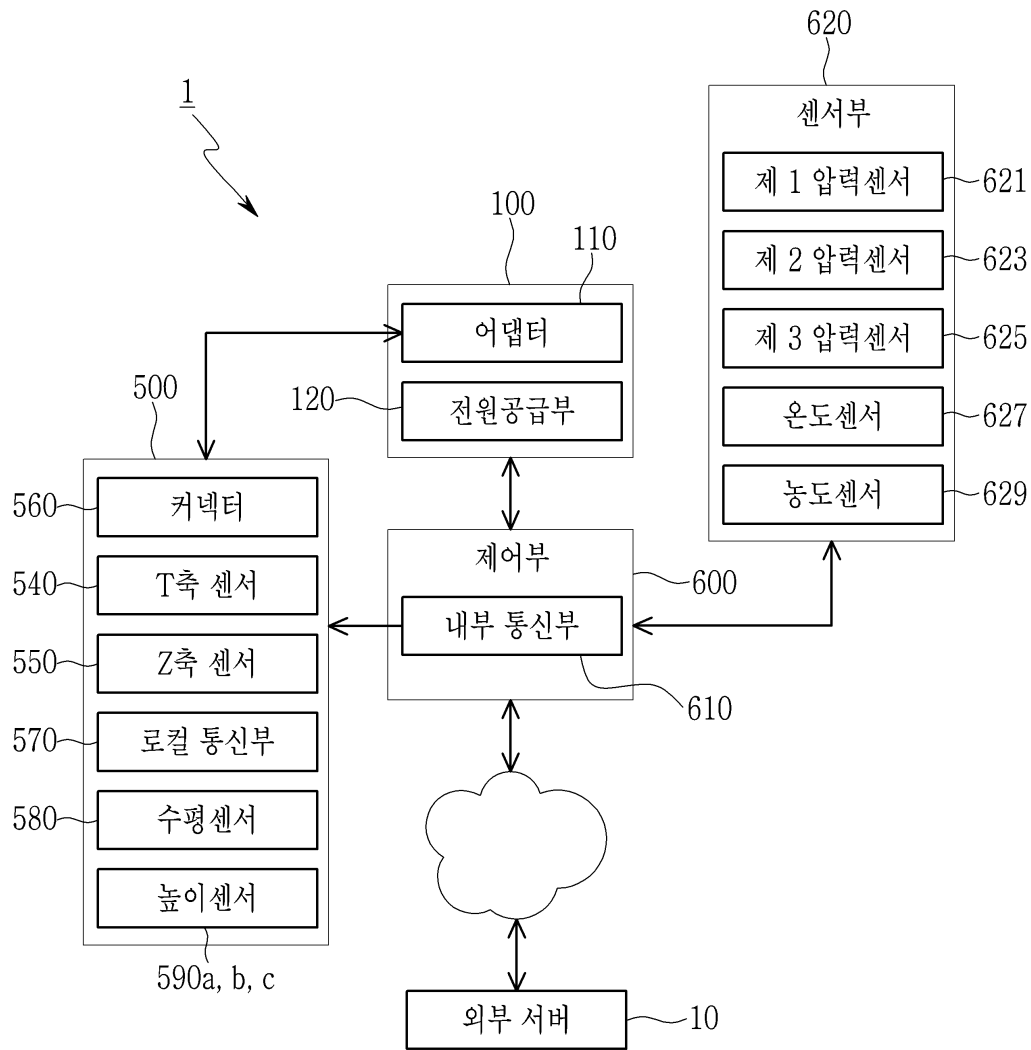 620
1
센서부
제 1 압력센서
621
100
110
제 2 압력센서
623
어댑터
제 3 압력센서
625
500
120
전원공급부
온도센서
627
560
커넥터
농도센서
629
제어부
540
T축 센서
600
내부 통신부
550
Z축 센서
610
570
로컬 통신부
580
수평센서
높이센서
590a, b, c
외부 서버
10